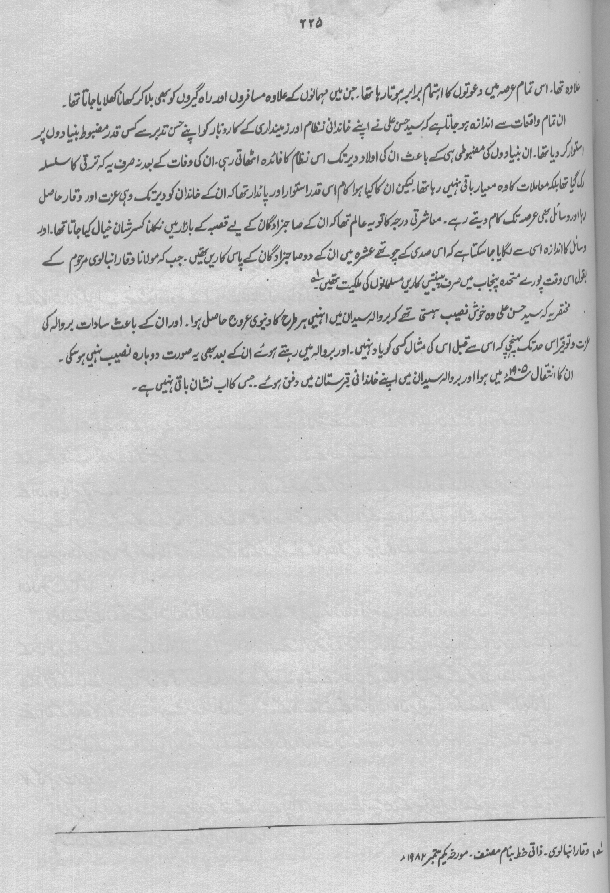 ۲۲۵
علاوہ تھا۔ اس تمام عرصہ میں دعوتوں کا اہتمام برابر ہوتا رہا تھا۔ جن میں مہمانوں کے علاوہ مسافروں اور راہ گیروں کو بھی بلا کر کھانا کھلایا جاتا تھا۔
ان تمام واقعات سے اندازہ ہو جاتا ہے کہ سید حسن علی نے اپنے خاندانی نظام اور زمینداری کے کاروبار کو اپنے حسن تدبر سے کس قدر مضبوط بنیادوں پر
استوار کر دیا تھا۔ ان بنیادوں کی مضبوطی ہی کے باعث ان کی اولاد دیر تک اس نظام کا فائدہ اٹھاتی رہی۔ ان کی وفات کے بعد نہ صرف یہ کہ ترقی کا سلسلہ
رک گیا تھا بلکہ معاملات کا وہ معیار باقی نہیں رہا تھا۔ لیکن ان کا کیا ہوا کام اس قدر استوار اور پائدار تھا کہ ان کے خاندان کو دیر تک وہی عزت اور وقار حاصل
رہا اور وسائل بھی عرصہ تک کام دیتے رہے۔ معاشرتی درجہ کا تو یہ عالم تھا کہ ان کے صاحبزادگان کے لیے قصبہ کے بازار میں نکلنا کسر شان خیال کیا جاتا تھا۔ اور
وسائل کا اندازہ اسی سے لگایا جا سکتا ہے کہ اس صدی کے چوتھے عشرہ میں ان کے دو صاحبزادگان کے پاس کاریں تھیں۔ جب کہ مولانا وقار انبالوی مرحوم کے
بقول اس وقت پورے متحدہ پنجاب میں صرف پینتیس کاریں مسلمانوں کی ملکیت تھیں۔ لہ
مختصر یہ کہ سید حسن علی وہ خوش نصیب ہستی تھے کہ بروالہ سیدان میں انہیں ہر طرح کا دنیوی عروج حاصل ہوا۔ اور ان کے باعث سادات بروالہ کی
عزت و توقیر اس حد تک پہنچی کہ اس سے قبل اس کی مثال کسی کو یاد نہیں۔ اور بروالہ میں رہتے ہوئے ان کے بعد بھی یہ صورت دوبارہ نصیب نہیں ہو سکی۔
ان کا انتقال ۱۹۰۵ء میں ہوا اور بروالہ سیدان میں اپنے خاندانی قبرستان میں دفن ہوئے۔ جس کا اب نشان باقی نہیں ہے۔
لہ وقار انبالوی۔ ذاتی خط بنام مصنف۔ مورخہ یکم ستمبر ۱۹۸۲ء